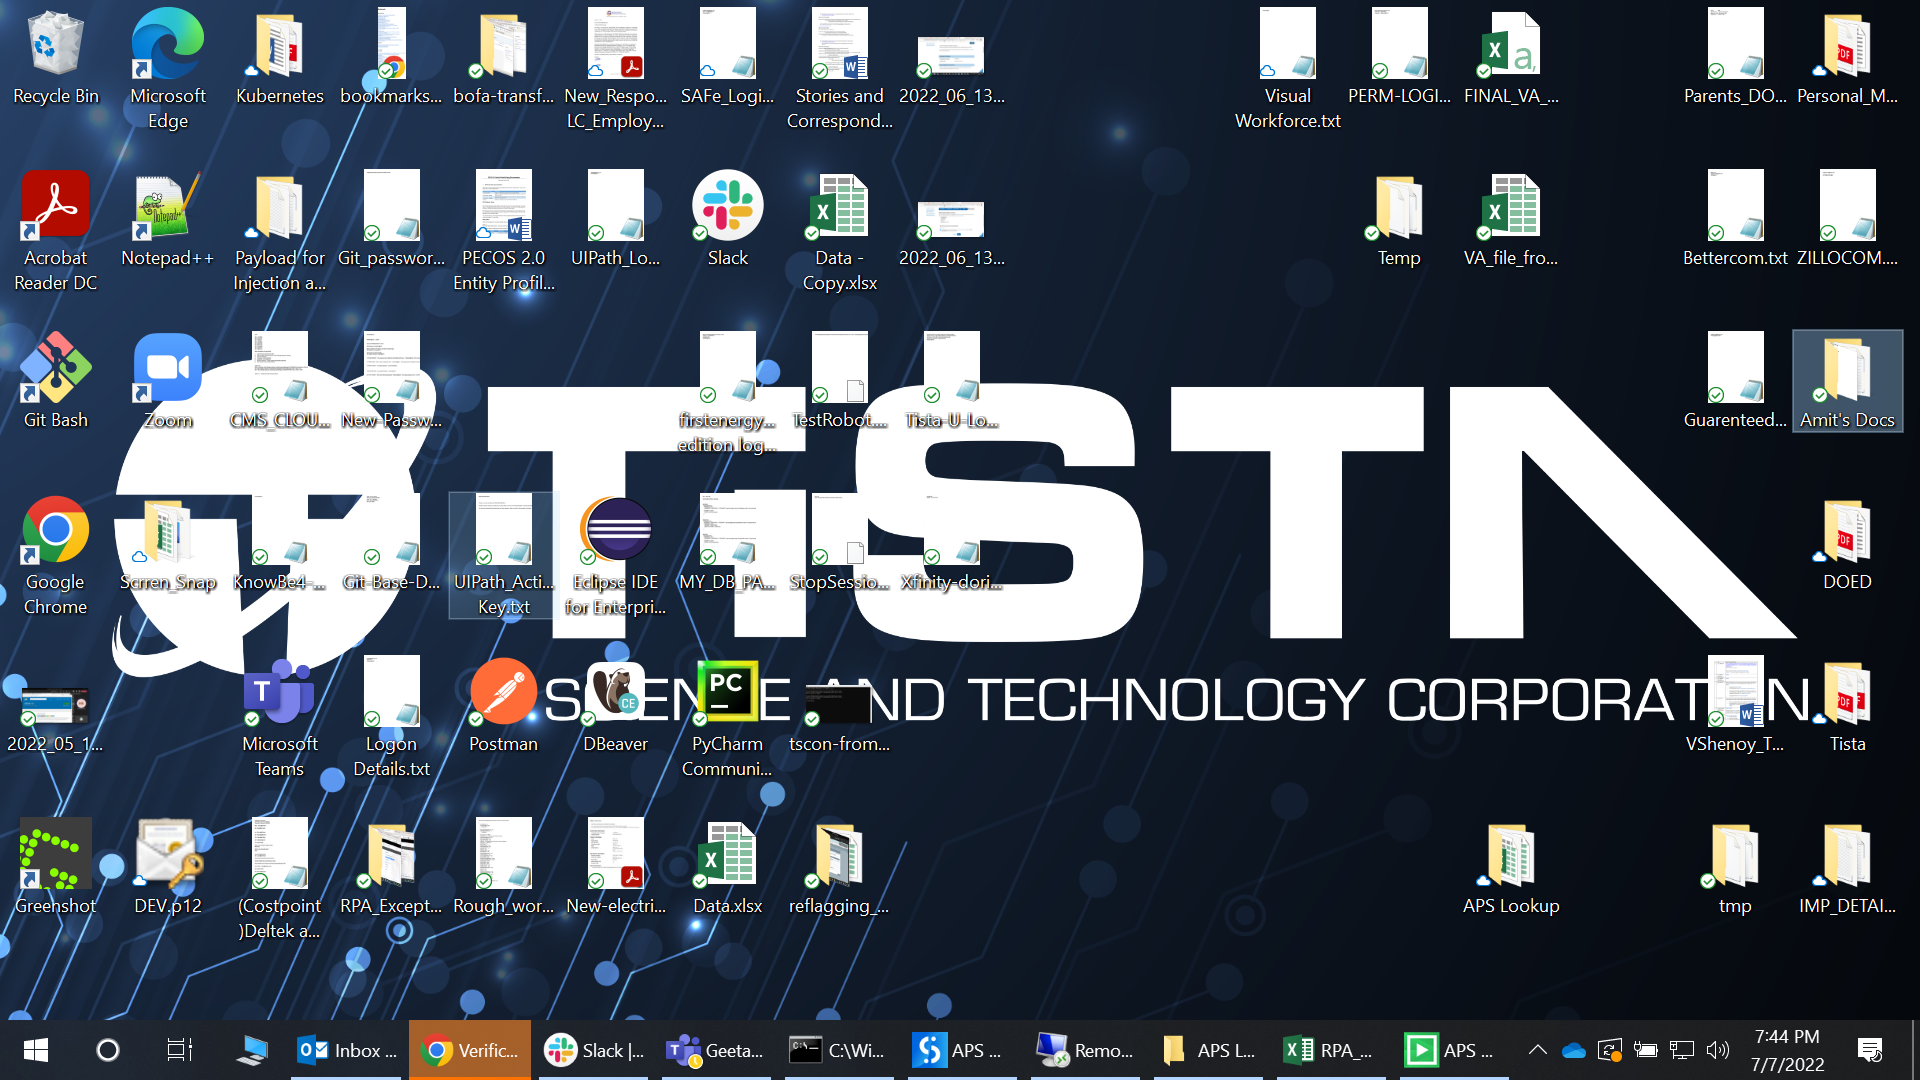 Recycle Bin
Microsoft
Edge
Kubernetes
bookmarks...
bofa-transf...
New_Respo...
LC_Employ...
SAFe_Logi...
Stories and
Correspond...
2022_06_13...
Visual
Workforce.txt
PERM-LOGI...
FINAL_VA_...
Parents_DO...
Personal_M...
Acrobat
Reader DC
Notepad++
Payload for
Injection a...
Git_passwor...
PECOS 2.0
Entity Profil...
UIPath_Lo...
Slack
Data -
Copy.xlsx
2022_06_13...
Temp
VA_file_fro...
Bettercom.txt
ZILLOCOM....
Git Bash
Zoom
CMS_CLOU...
New-Passw...
firstenergy...
edition log...
TestRobot....
Tista-U-Lo...
Guarenteed...
Amit's Docs
TiSTA
SCIENCE AND TECHNOLOGY CORPORATION
Google
Chrome
Scrren_Snap
KnowBe4-...
Git-Base-D...
UIPath_Acti...
Key.txt
Eclipse IDE
for Enterpri...
MY_DB_PA...
StopSessio...
Xfinity-dori...
DOED
2022_05_1...
Microsoft
Teams
Logon
Details.txt
Postman
DBeaver
PyCharm
Communi...
tscon-from...
VShenoy_T...
Tista
Greenshot
DEV.p12
(Costpoint
)Deltek a...
RPA_Except...
Rough_wor...
New-electri...
Data.xlsx
reflagging_...
APS Lookup
tmp
IMP_DETAI...
Inbox ...
Verific...
Slack |...
Geeta...
C:\Wi...
APS ...
Remo...
APS L...
RPA_...
APS ...
7:44 PM
7/7/2022